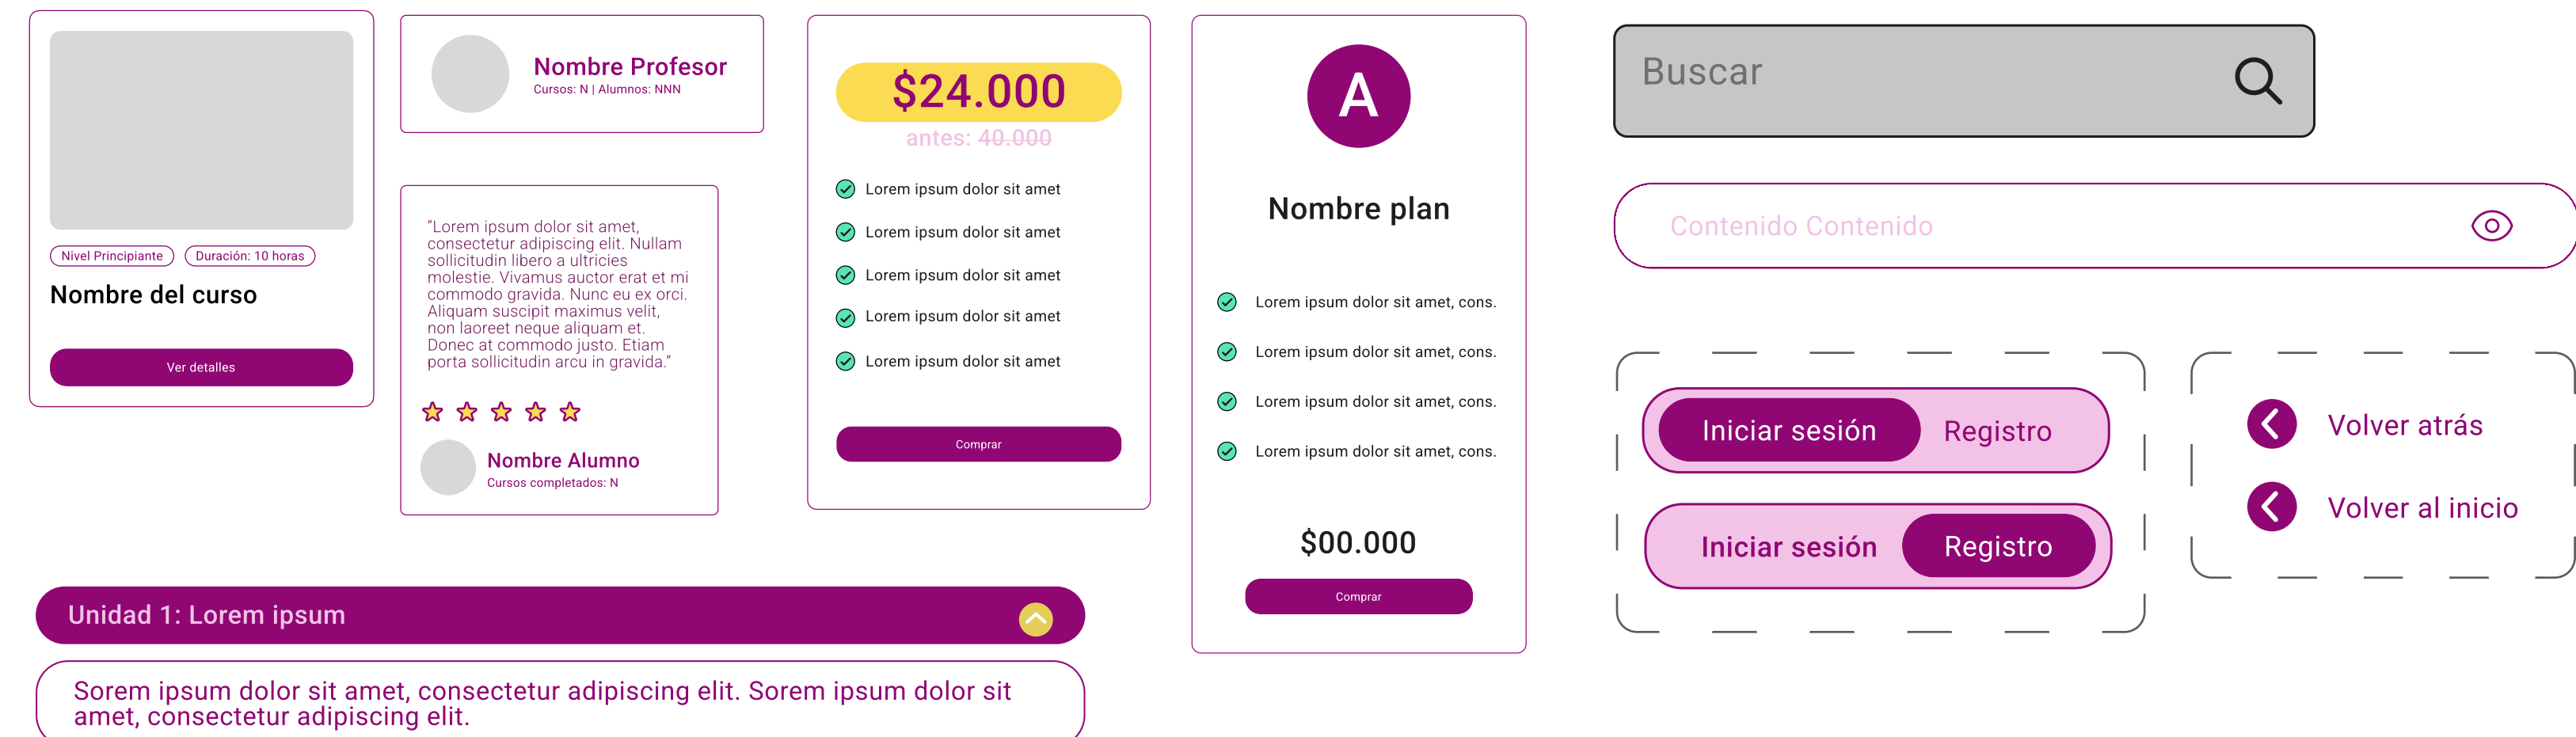 Nivel Principiante
Duración: 10 horas
Nombre del curso
Ver detalles
Nombre Profesor
Cursos: N | Alumnos: NNN
“Lorem ipsum dolor sit amet,
consectetur adipiscing elit. Nullam
sollicitudin libero a ultricies
molestie. Vivamus auctor erat et mi
commodo gravida. Nunc eu ex orci.
Aliquam suscipit maximus velit,
non laoreet neque aliquam et.
Donec at commodo justo. Etiam
porta sollicitudin arcu in gravida.”
Nombre Alumno
Cursos completados: N
$24.000
antes: 40.000
Lorem ipsum dolor sit amet
Lorem ipsum dolor sit amet
Lorem ipsum dolor sit amet
Lorem ipsum dolor sit amet
Lorem ipsum dolor sit amet
Comprar
A
Nombre plan
Lorem ipsum dolor sit amet, cons.
Lorem ipsum dolor sit amet, cons.
Lorem ipsum dolor sit amet, cons.
Lorem ipsum dolor sit amet, cons.
$00.000
Comprar
Buscar
Contenido Contenido
Iniciar sesión
Registro
Iniciar sesión
Registro
Volver atrás
Volver al inicio
Unidad 1: Lorem ipsum
Sorem ipsum dolor sit amet, consectetur adipiscing elit. Sorem ipsum dolor sit
amet, consectetur adipiscing elit.